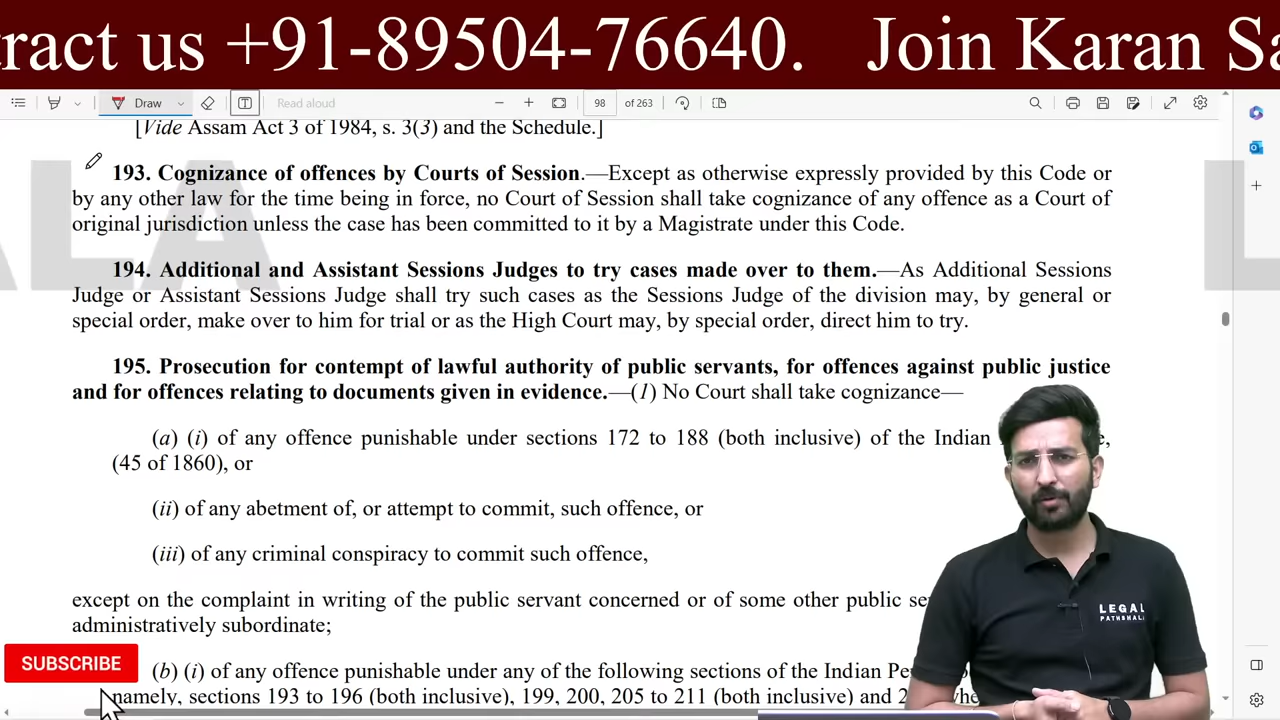 tract us +91-89504-76640. Join Karan Sa
Draw
Read aloud
98 of 263
[Vide Assam Act 3 of 1984, s. 3(3) and the Schedule.]
193. Cognizance of offences by Courts of Session.—Except as otherwise expressly provided by this Code or
by any other law for the time being in force, no Court of Session shall take cognizance of any offence as a Court of
original jurisdiction unless the case has been committed to it by a Magistrate under this Code.
ALA
L
194. Additional and Assistant Sessions Judges to try cases made over to them.—As Additional Sessions
Judge or Assistant Sessions Judge shall try such cases as the Sessions Judge of the division may, by general or
special order, make over to him for trial or as the High Court may, by special order, direct him to try.
195. Prosecution for contempt of lawful authority of public servants, for offences against public justice
and for offences relating to documents given in evidence.—(1) No Court shall take cognizance—
(a) (i) of any offence punishable under sections 172 to 188 (both inclusive) of the Indian
(45 of 1860), or
(ii) of any abetment of, or attempt to commit, such offence, or
(iii) of any criminal conspiracy to commit such offence,
except on the complaint in writing of the public servant concerned or of some other public
administratively subordinate;
(b) (i) of any offence punishable under any of the following sections of the Indian
namely, sections 193 to 196 (both inclusive), 199, 200, 205 to 211 (both inclusive) and
SUBSCRIBE
LEGAL
PATHSHALA